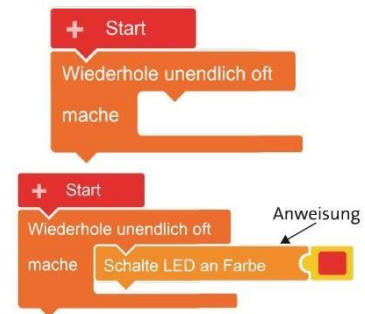 + Start
Wiederhole unendlich oft
mache
+ Start
Wiederhole unendlich oft
Anweisung
mache Schalte LED an Farbe